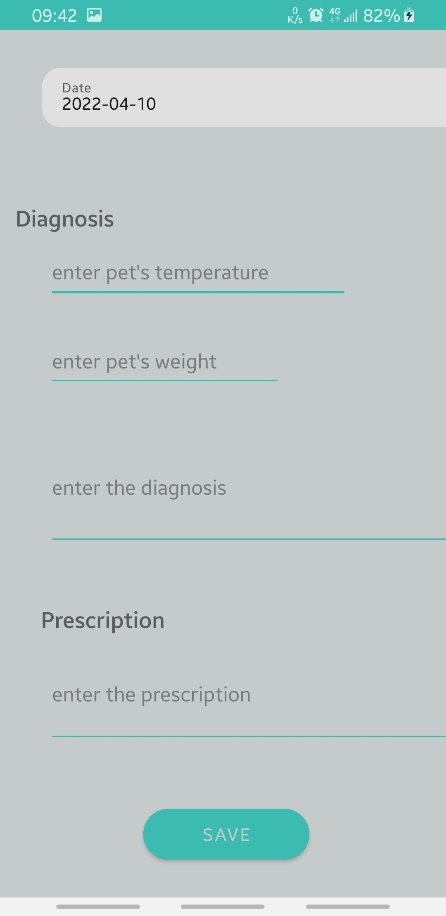 09:42
0 K/s 4G 82%
Date
2022-04-10
Diagnosis
enter pet's temperature
enter pet's weight
enter the diagnosis
Prescription
enter the prescription
SAVE